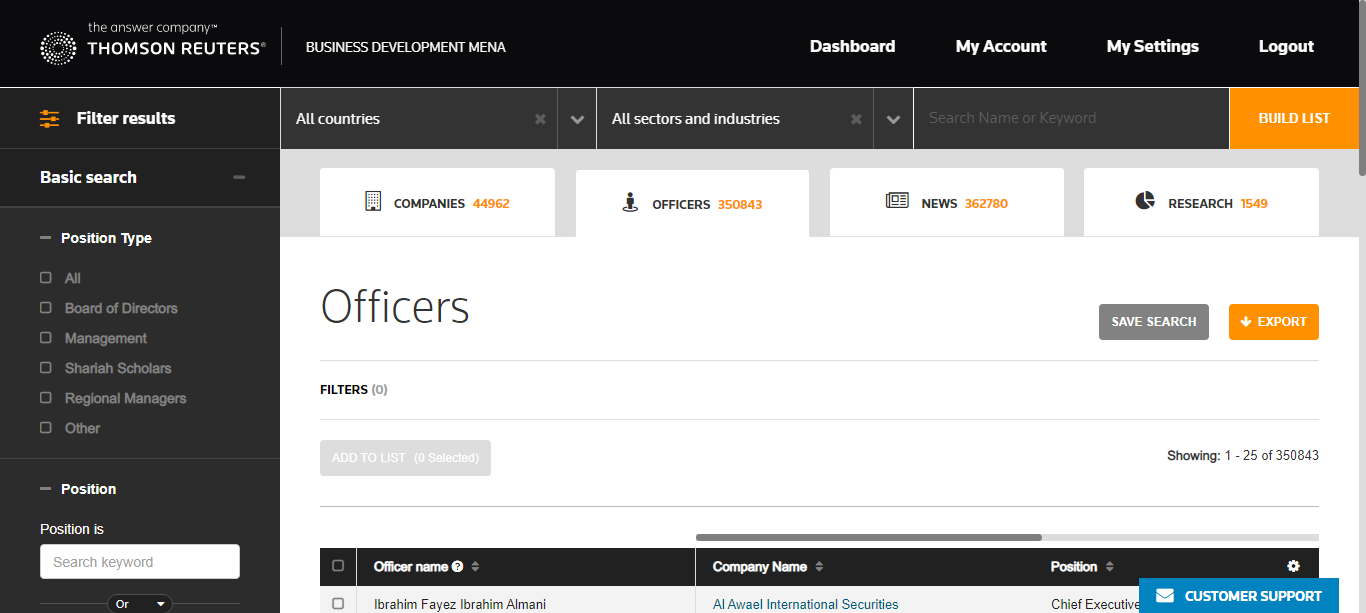 the answer company™
THOMSON REUTERS®
BUSINESS DEVELOPMENT MENA
Dashboard
My Account
My Settings
Logout
Filter results
All countries
All sectors and industries
Search Name or Keyword
BUILD LIST
Basic search
COMPANIES 44962
OFFICERS 350843
NEWS 362780
RESEARCH 1549
Position Type
All
Board of Directors
Management
Shariah Scholars
Regional Managers
Other
Position
Position is
Search keyword
Or
Officers
SAVE SEARCH
EXPORT
FILTERS (0)
ADD TO LIST (0 Selected)
Showing: 1 - 25 of 350843
Officer name ?
Company Name
Position
Ibrahim Fayez Ibrahim Almani
Al Awael International Securities
Chief Executive
CUSTOMER SUPPORT